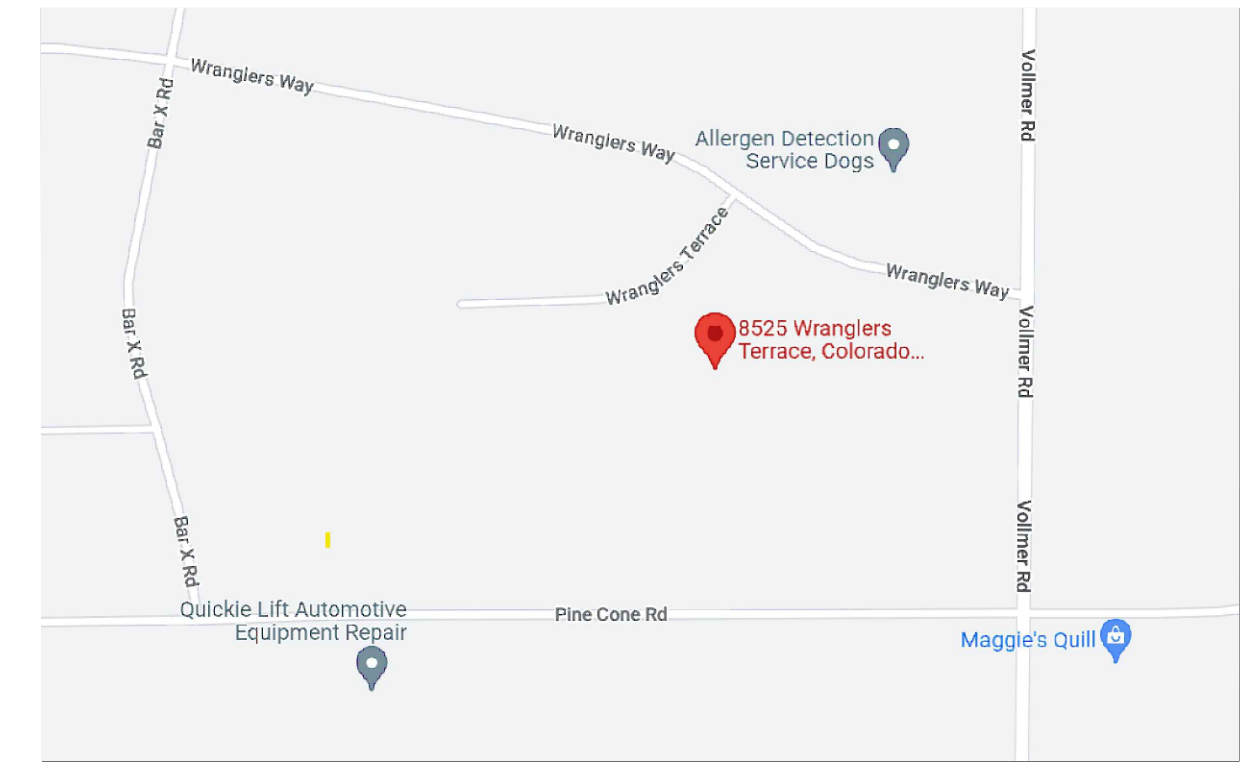 Wranglers Way
Bar X Rd
Vollmer Rd
Wranglers Way
Allergen Detection
Service Dogs
Wranglers Terrace
Wranglers Way
Bar X Rd
Vollmer Rd
8525 Wranglers
Terrace, Colorado...
Bar X Rd
Vollmer Rd
Quickie Lift Automotive
Equipment Repair
Pine Cone Rd
Maggie's Quill